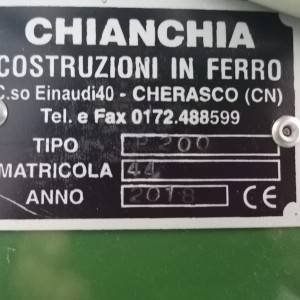 CHIANCHIA
COSTRUZIONI IN FERRO
C.so Einaudi40 - CHERASCO (CN)
Tel. e Fax 0172.488599
TIPO P200
MATRICOLA 44
ANNO 2018 CE